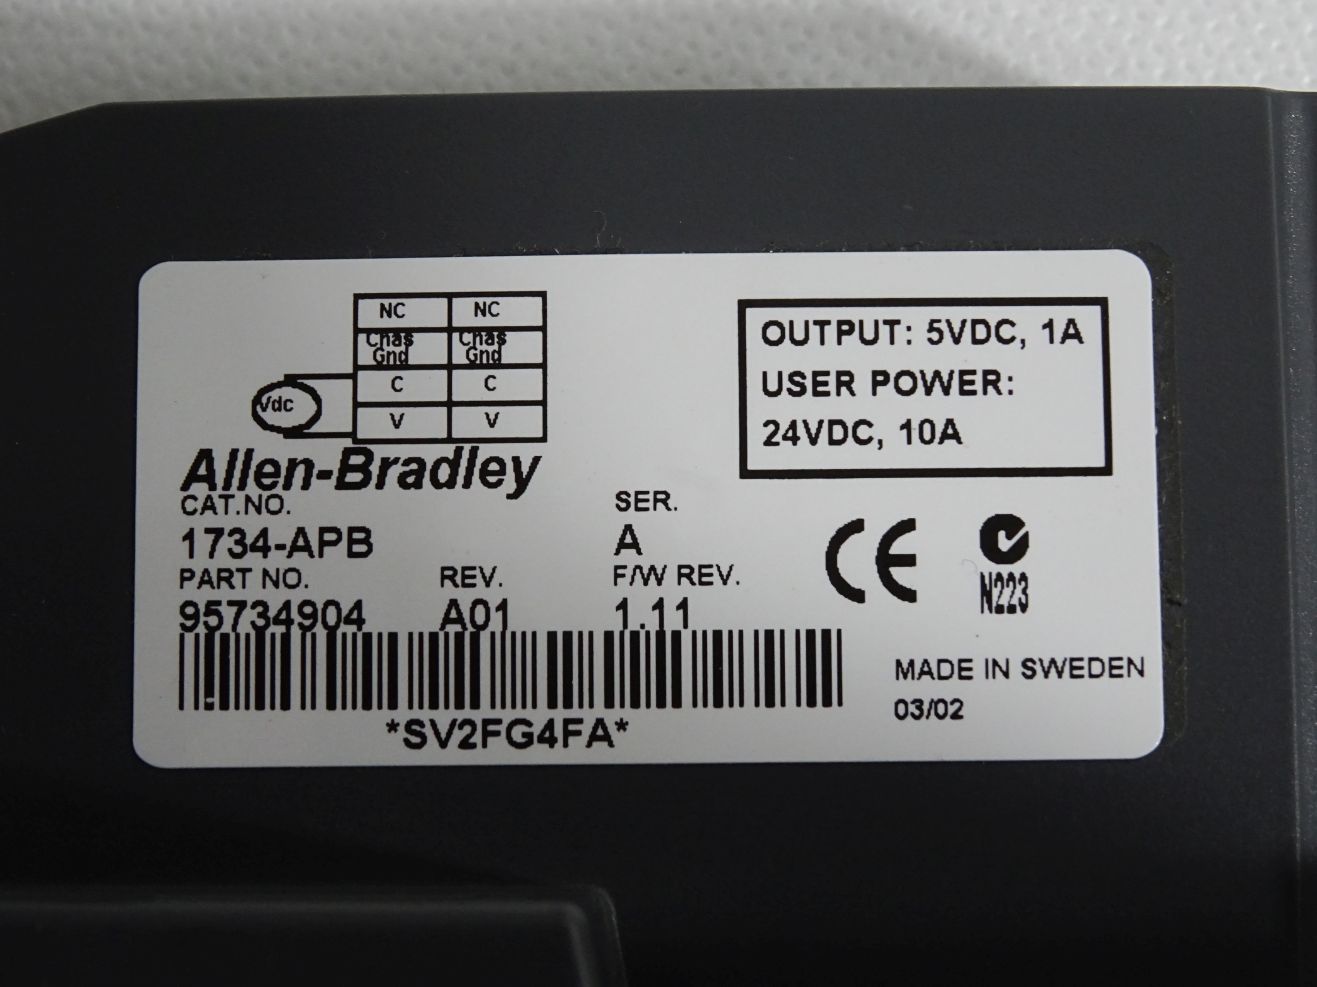 NC NC
Chas Chas
Gnd Gnd
C C
Vdc
V V
OUTPUT: 5VDC, 1A
USER POWER:
24VDC, 10A
Allen-Bradley
CAT.NO. SER.
1734-APB A
PART NO. REV. F/W REV.
95734904 A01 1.11
CE
N223
*SV2FG4FA*
MADE IN SWEDEN
03/02